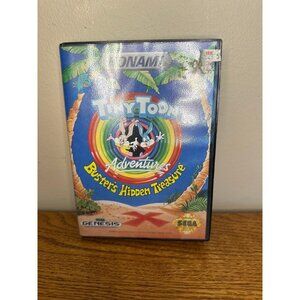 KONAMI
TINY TOON
Adventures
Buster's Hidden Treasure
GENESIS
SEGA